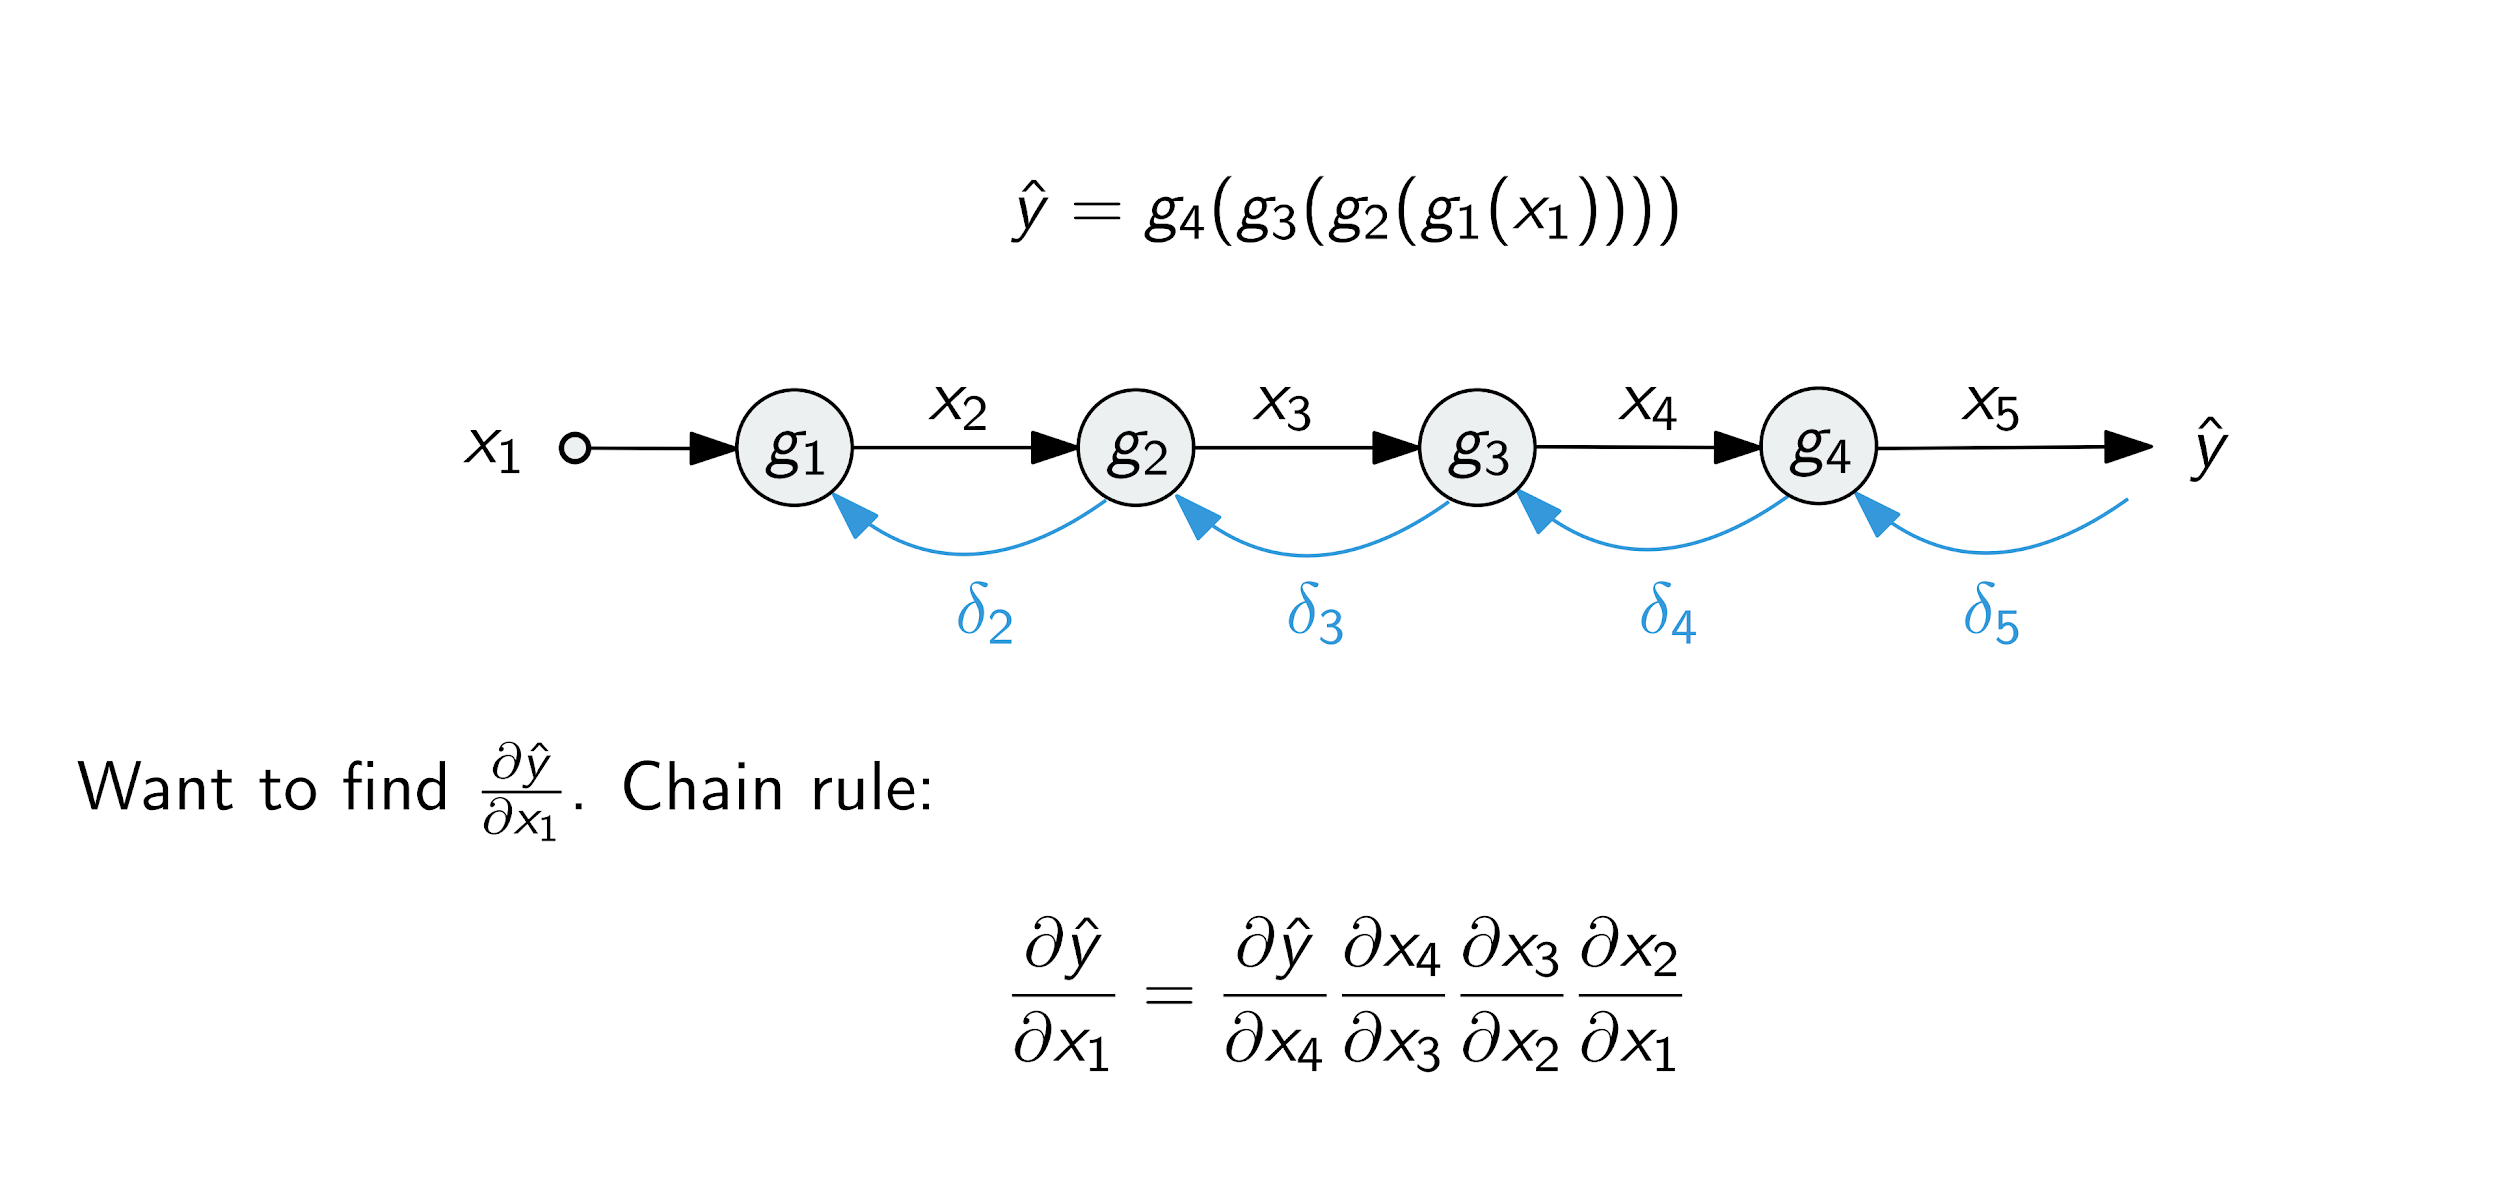 ŷ = g₄(g₃(g₂(g₁(x₁))))
x₁ g₁ x₂ g₂ x₃ g₃ x₄ g₄ x₅ ŷ
δ₂ δ₃ δ₄ δ₅
Want to find ∂ŷ/∂x₁. Chain rule:
∂ŷ/∂x₁ = ∂ŷ/∂x₄ ∂x₄/∂x₃ ∂x₃/∂x₂ ∂x₂/∂x₁